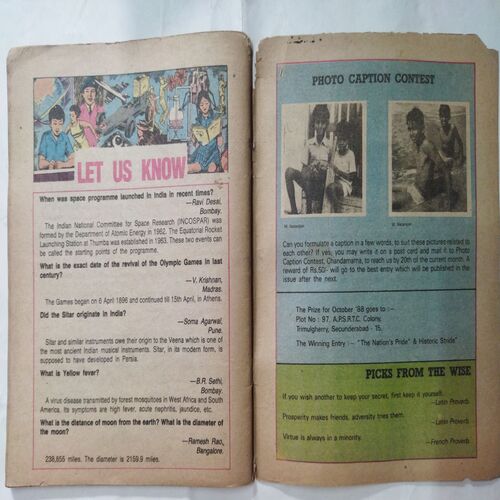 LET US KNOW
When was space programme launched in India in recent times?
—Ravi Desai,
Bombay.
The Indian National Committee for Space Research (INCOSPAR) was
formed by the Department of Atomic Energy in 1962. The Equatorial Rocket
Launching Station at Thumba was established in 1963. These two events can
be called the starting points of the programme.
What is the exact date of the revival of the Olympic Games in last
century?
—V. Krishnan,
Madras.
The Games began on 6 April 1896 and continued till 15th April, in Athens.
Did the Sitar originate in India?
—Soma Agarwal,
Pune.
Sitar and similar instruments owe their origin to the Veena which is one of
the most ancient Indian musical instruments. Sitar, in its modern form, is
supposed to have developed in Persia.
What is Yellow fever?
—B.R. Sethi,
Bombay.
A virus disease transmitted by forest mosquitoes in West Africa and South
America, its symptoms are high fever, acute nephritis, jaundice, etc.
What is the distance of moon from the earth? What is the diameter of
the moon?
—Ramesh Rao,
Bangalore.
238,855 miles. The diameter is 2159.9 miles.
PHOTO CAPTION CONTEST
M. Natarajan
M. Natarajan
Can you formulate a caption in a few words, to suit these pictures related to
each other? If yes, you may write it on a post card and mail it to Photo
Caption Contest, Chandamama, to reach us by 20th of the current month. A
reward of Rs.50/- will go to the best entry which will be published in the
issue after the next.
The Prize for October '88 goes to :-
Plot No : 97, A.P.S.R.T.C. Colony,
Trimulgherry, Secunderabad - 15.
The Winning Entry :— "The Nation's Pride" & Historic Stride"
PICKS FROM THE WISE
If you wish another to keep your secret, first keep it yourself.
—Latin Proverb.
Prosperity makes friends, adversity tries them.
—Latin Proverb.
Virtue is always in a minority.
—French Proverb.